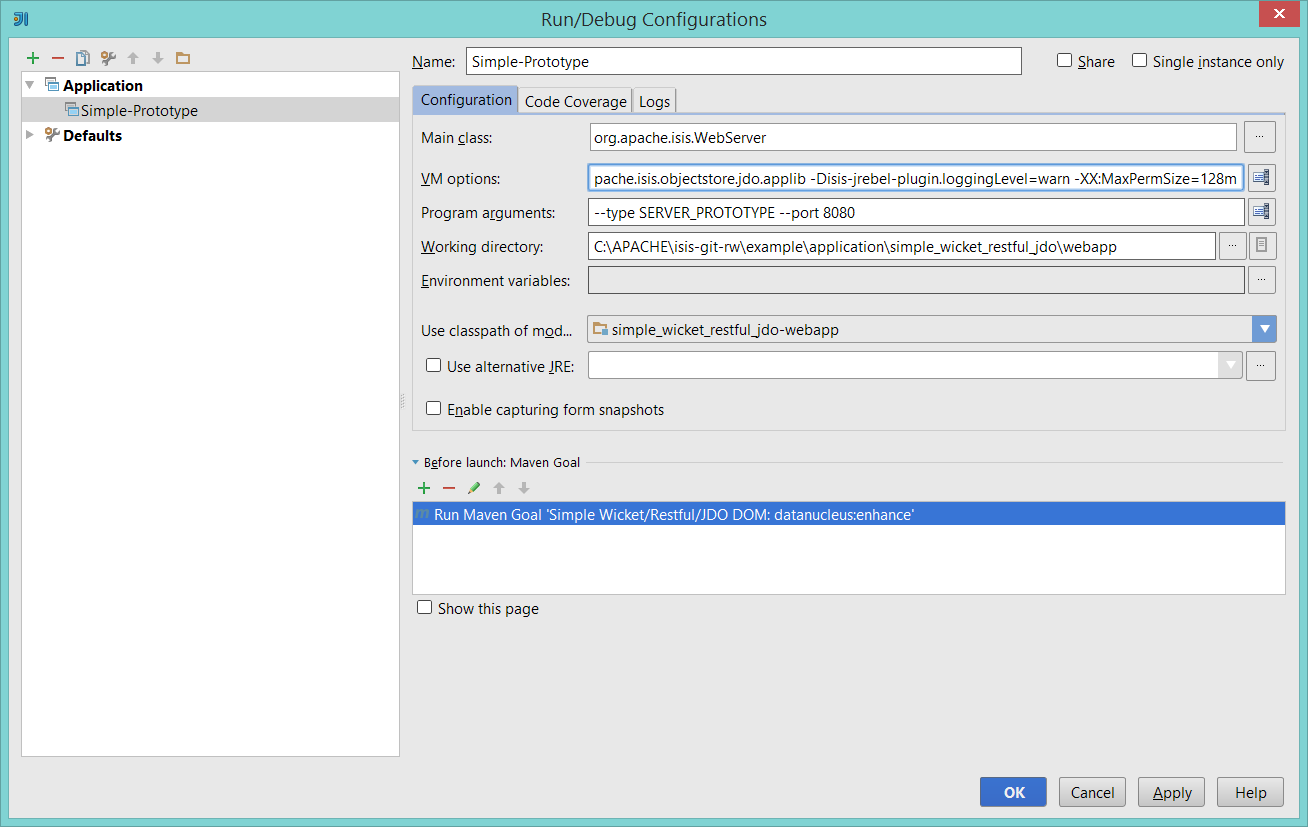 Run/Debug Configurations
Application
Simple-Prototype
Defaults
Name: Simple-Prototype
Share
Single instance only
Configuration
Code Coverage
Logs
Main class: org.apache.isis.WebServer
VM options: pache.isis.objectstore.jdo.applib -Disis-jrebel-plugin.loggingLevel=warn -XX:MaxPermSize=128m
Program arguments: --type SERVER_PROTOTYPE --port 8080
Working directory: C:\APACHE\isis-git-rw\example\application\simple_wicket_restful_jdo\webapp
Environment variables:
Use classpath of mod... simple_wicket_restful_jdo-webapp
Use alternative JRE:
Enable capturing form snapshots
Before launch: Maven Goal
Run Maven Goal 'Simple Wicket/Restful/JDO DOM: datanucleus:enhance'
Show this page
OK
Cancel
Apply
Help